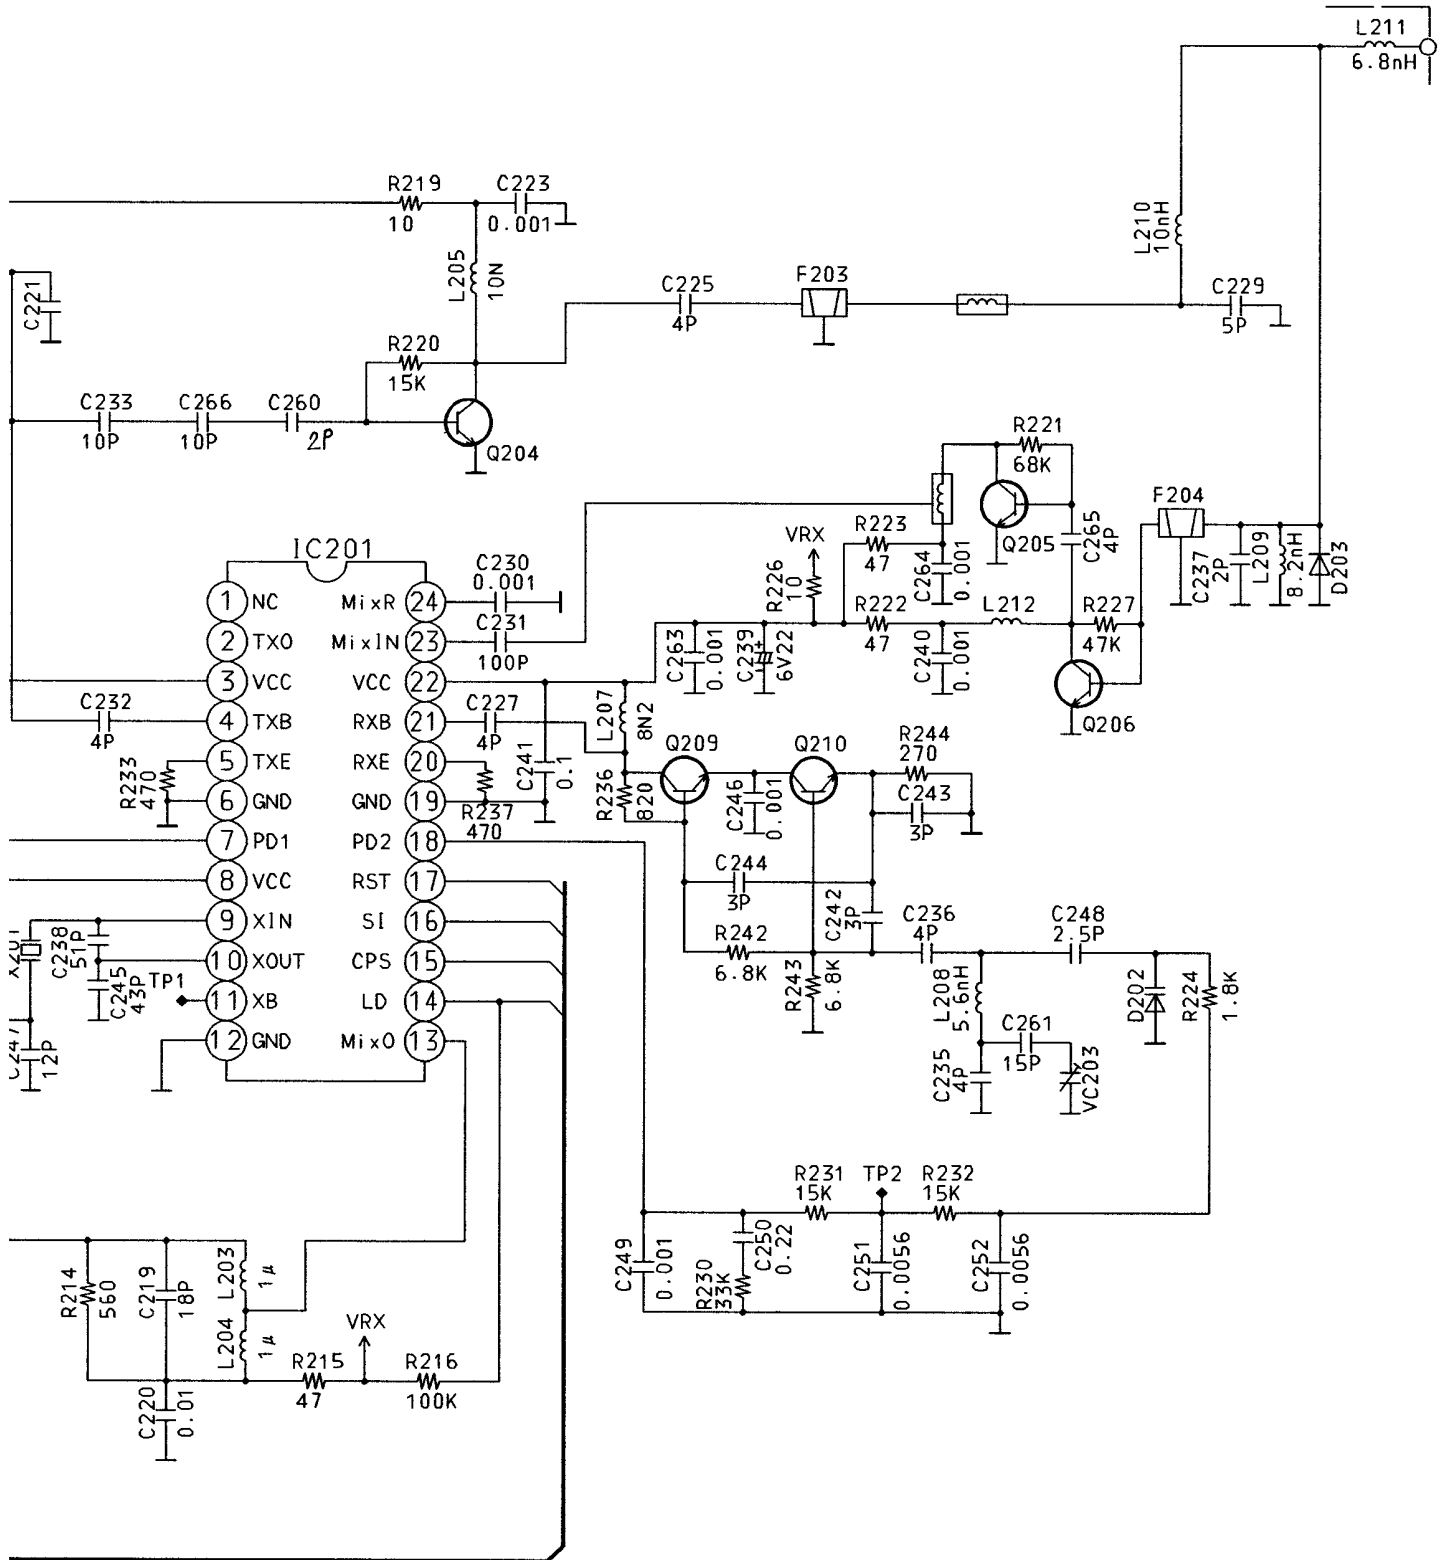 L211
6.8nH
R219
10
C223
0.001
L210
10nH
L205
10N
C221
C225
4P
F203
C229
5P
R220
15K
C233
10P
C266
10P
C260
2P
Q204
R221
68K
Q205
C265
4P
F204
C237
2P
L209
8.2nH
D203
VRX
R223
47
C264
0.001
R226
10
R222
47
L212
R227
47K
C263
0.001
C239
+
6V22
C240
0.001
Q206
IC201
1 NC
2 TXO
3 VCC
4 TXB
5 TXE
6 GND
7 PD1
8 VCC
9 XIN
10 XOUT
11 XB
12 GND
MixR 24
MixIN 23
VCC 22
RXB 21
RXE 20
GND 19
PD2 18
RST 17
SI 16
CPS 15
LD 14
MixO 13
C230
0.001
C231
100P
C232
4P
C227
4P
L207
8N2
R233
470
R237
470
C241
0.1
R236
820
Q209
Q210
R244
270
C246
0.001
C243
3P
C244
3P
C242
3P
R242
6.8K
R243
6.8K
C236
4P
C248
2.5P
L208
5.6nH
C261
15P
C235
4P
VC203
D202
R224
1.8K
X201
C238
51P
C245
43P
TP1
C247
12P
R231
15K
TP2
R232
15K
C249
0.001
C250
0.22
R230
33K
C251
0.0056
C252
0.0056
R214
560
C219
18P
L203
1μ
L204
1μ
VRX
R215
47
R216
100K
C220
0.01